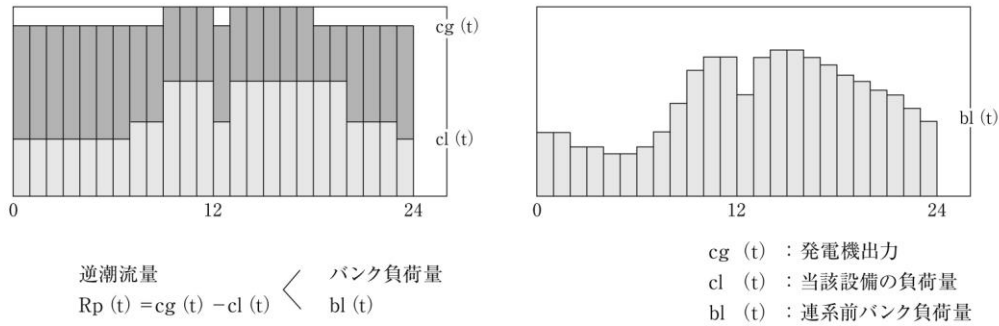 cg (t)
cl (t)
0 12 24
bl (t)
0 12 24
逆潮流量 < バンク負荷量
Rp (t) =cg (t) −cl (t) bl (t)
cg (t) : 発電機出力
cl (t) : 当該設備の負荷量
bl (t) : 連系前バンク負荷量